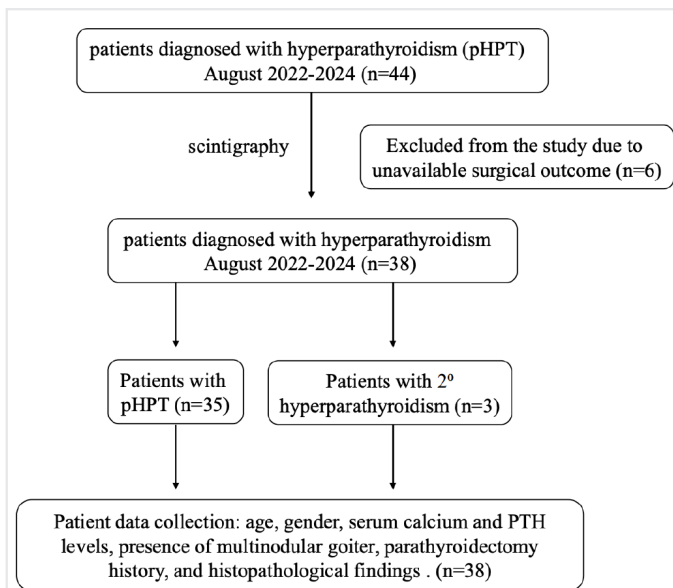 patients diagnosed with hyperparathyroidism (pHPT)
August 2022-2024 (n=44)
scintigraphy
Excluded from the study due to
unavailable surgical outcome (n=6)
patients diagnosed with hyperparathyroidism
August 2022-2024 (n=38)
Patients with
pHPT (n=35)
Patients with 2⁰
hyperparathyroidism (n=3)
Patient data collection: age, gender, serum calcium and PTH
levels, presence of multinodular goiter, parathyroidectomy
history, and histopathological findings . (n=38)